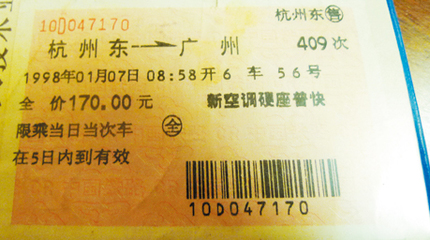 10D047170
杭州东售
杭州东→广州 409次
1998年01月07日 08:58开 6车 56号
全价170.00元 新空调硬座普快
限乘当日当次车 全
在5日内到有效
10D047170